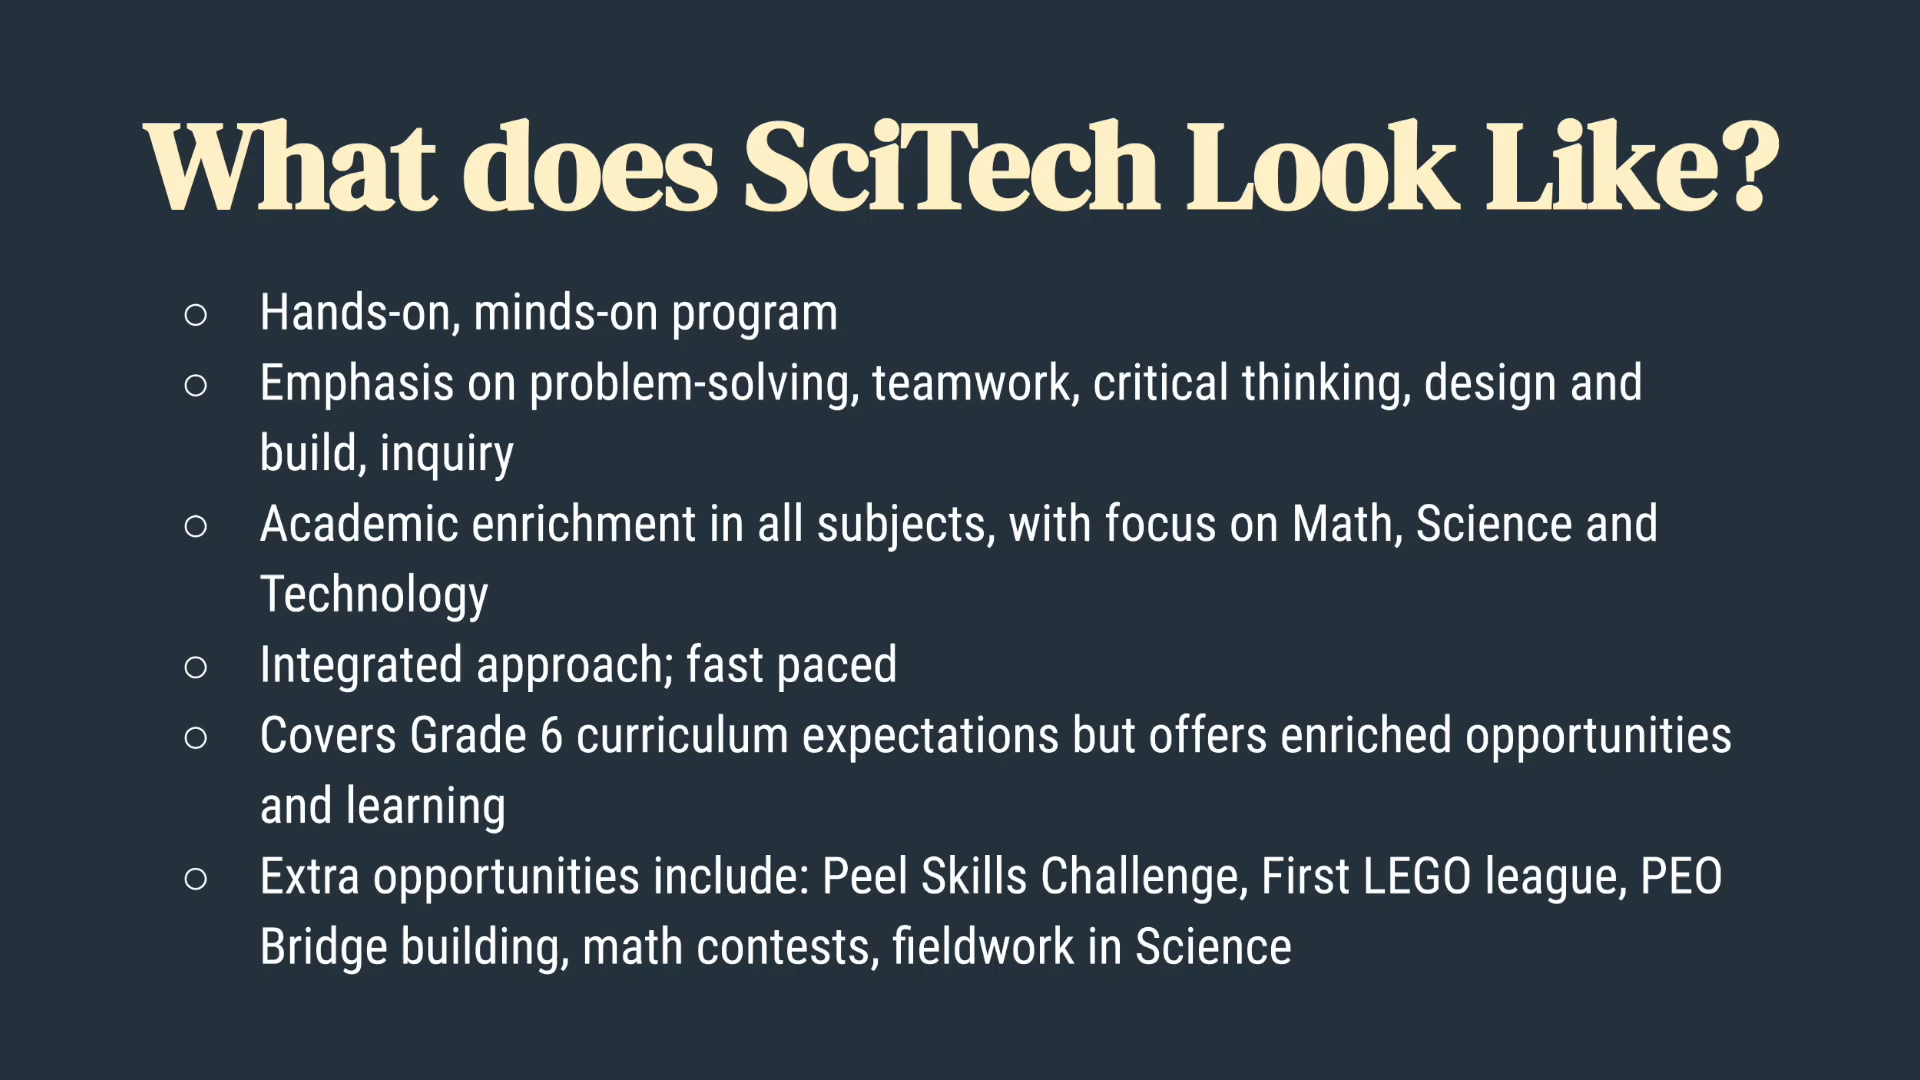 What does SciTech Look Like?
○ Hands-on, minds-on program
○ Emphasis on problem-solving, teamwork, critical thinking, design and
build, inquiry
○ Academic enrichment in all subjects, with focus on Math, Science and
Technology
○ Integrated approach; fast paced
○ Covers Grade 6 curriculum expectations but offers enriched opportunities
and learning
○ Extra opportunities include: Peel Skills Challenge, First LEGO league, PEO
Bridge building, math contests, fieldwork in Science